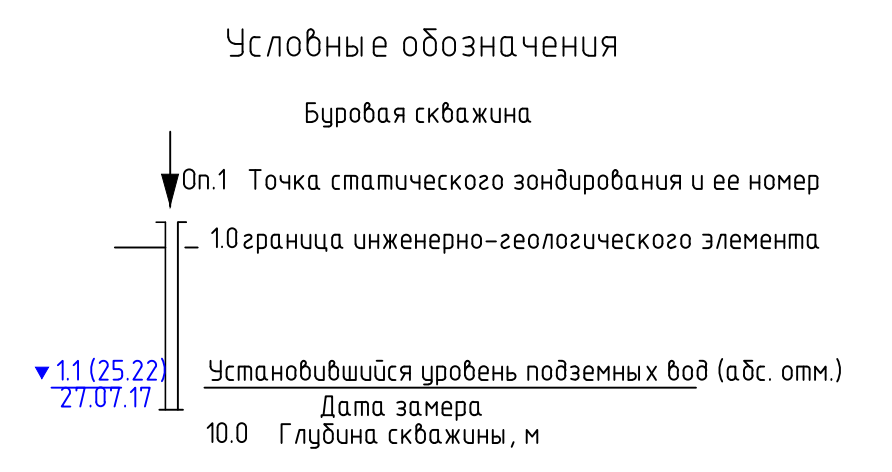 Условные обозначения
Буровая скважина
Оп.1 Точка статического зондирования и ее номер
1.0 граница инженерно-геологического элемента
1.1 (25.22) Установившийся уровень подземных вод (абс. отм.)
27.07.17 Дата замера
10.0 Глубина скважины, м